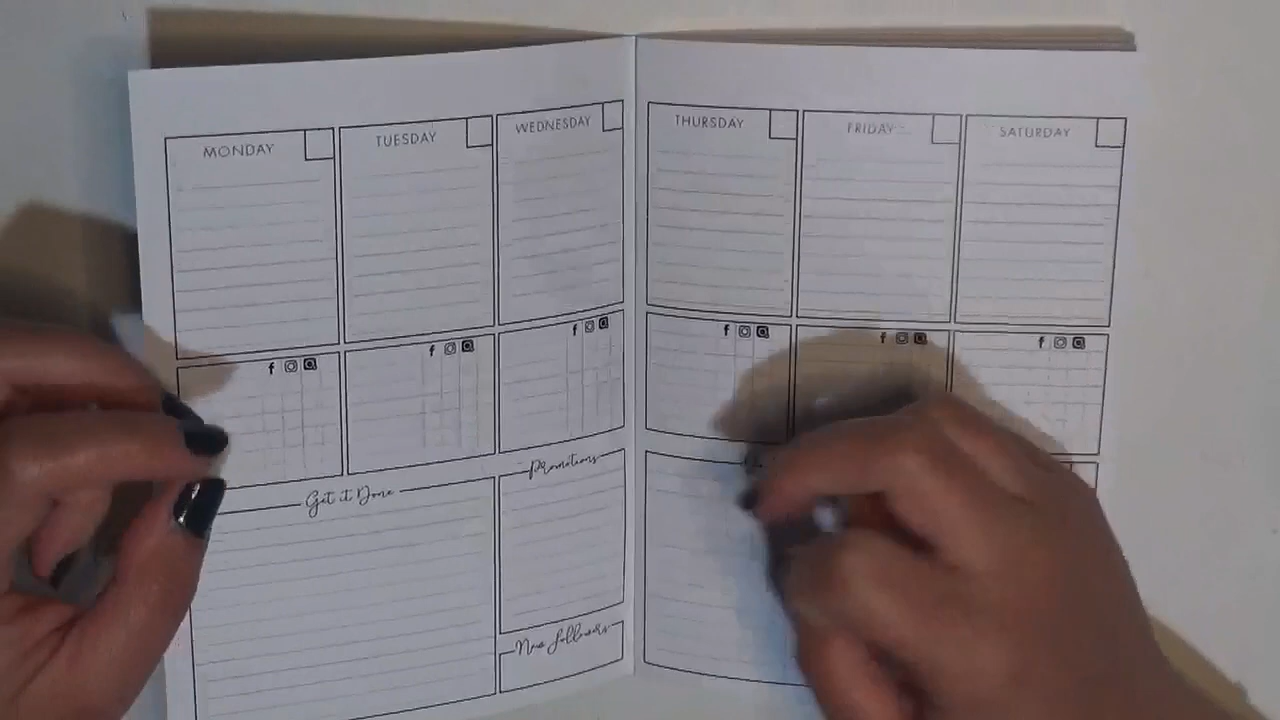 MONDAY
TUESDAY
WEDNESDAY
THURSDAY
FRIDAY
SATURDAY
f
f
f
f
f
f
Get it Done
Promotions
New followers